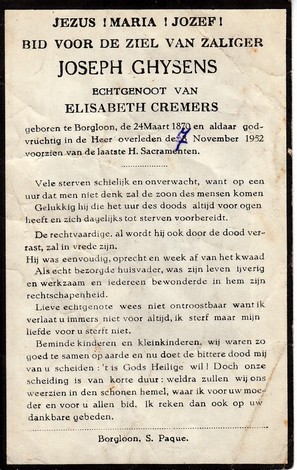 JEZUS ! MARIA ! JOZEF !
BID VOOR DE ZIEL VAN ZALIGER
JOSEPH GHYSENS
ECHTGENOOT VAN
ELISABETH CREMERS
geboren te Borgloon, de 24 Maart 1870 en aldaar god-
vruchtig in de Heer overleden de 7 November 1952
voorzien van de laatste H. Sacramenten.
Vele sterven schielijk en onverwacht, want op een
uur dat men niet denk zal de zoon des mensen komen
Gelukkig hij die het uur des doods altijd voor ogen
heeft en zich dagelijks tot sterven voorbereidt.
De rechtvaardige, al wordt hij ook door de dood verrast,
zal in vrede zijn.
Hij was eenvoudig, oprecht en week af van het kwaad
Als echt bezorgde huisvader, was zijn leven ijverig
en werkzaam en iedereen bewonderde in hem zijn
rechtschapenheid.
Lieve echtgenote wees niet ontroostbaar want ik
verlaat u immers niet voor altijd, ik sterf maar mijn
liefde voor u sterft niet.
Beminde kinderen en kleinkinderen, wij waren zo
goed te samen op aarde en nu doet de bittere dood mij
van u scheiden : 't is Gods Heilige wil ! Doch onze
scheiding is van korte duur : weldra zullen wij ons
weerzien in den schonen hemel, waar ik voor uw moe-
der en voor u allen bid. Ik reken dan ook op uw
dankbare gebeden.
Borgloon, S. Paque.